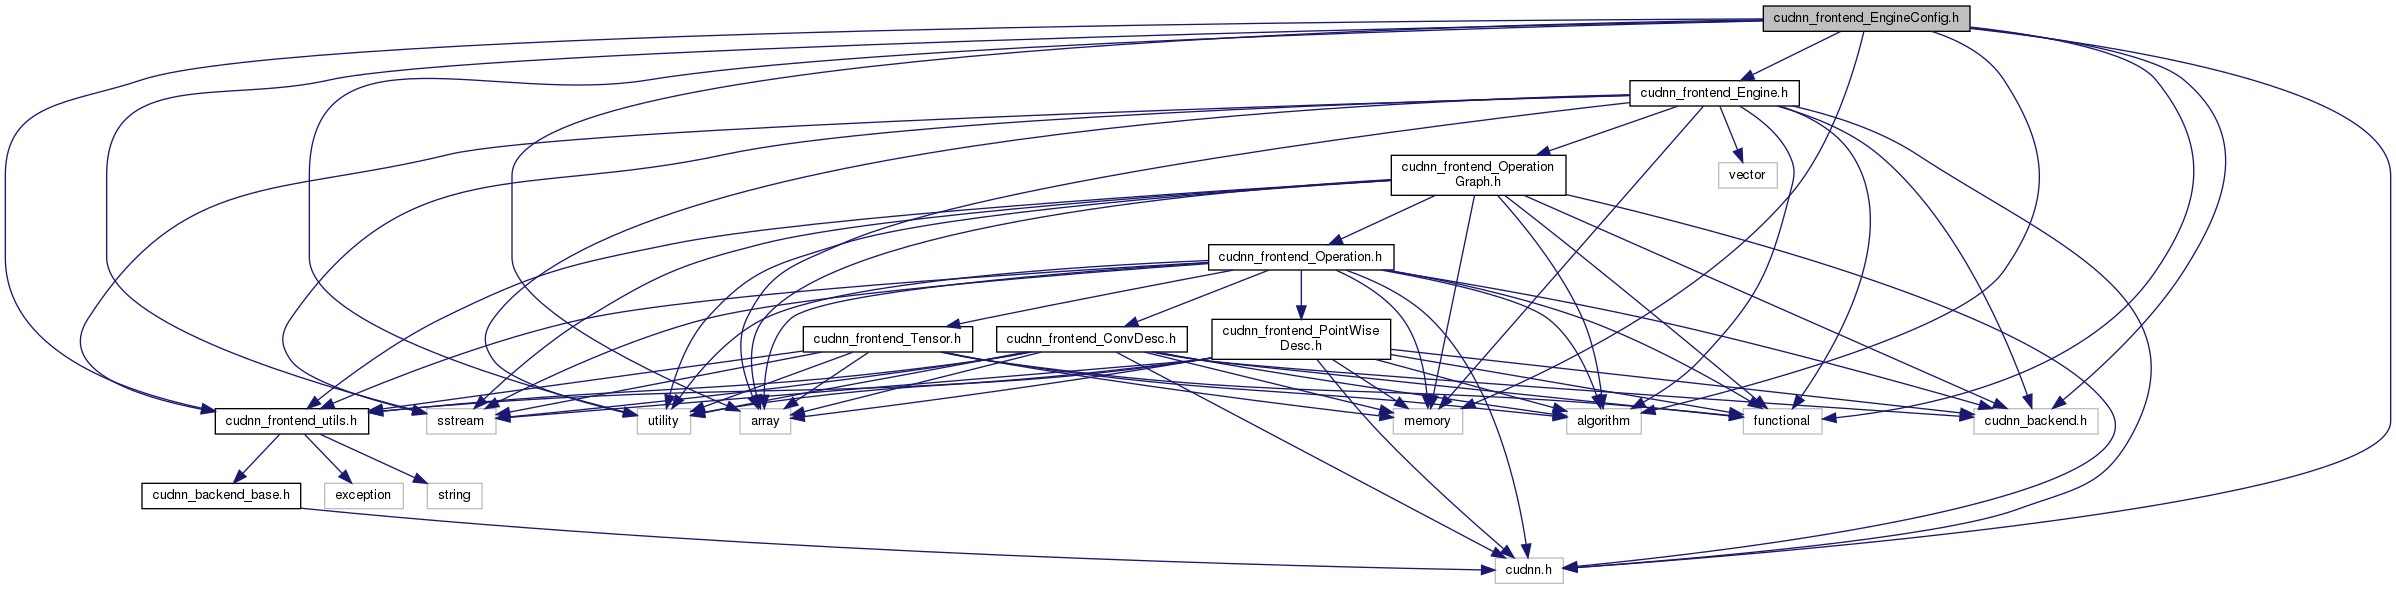 cudnn_frontend_EngineConfig.h
cudnn_frontend_Engine.h
cudnn_frontend_Operation
Graph.h
vector
cudnn_frontend_Operation.h
cudnn_frontend_Tensor.h
cudnn_frontend_ConvDesc.h
cudnn_frontend_PointWise
Desc.h
cudnn_frontend_utils.h
sstream
utility
array
memory
algorithm
functional
cudnn_backend.h
cudnn_backend_base.h
exception
string
cudnn.h